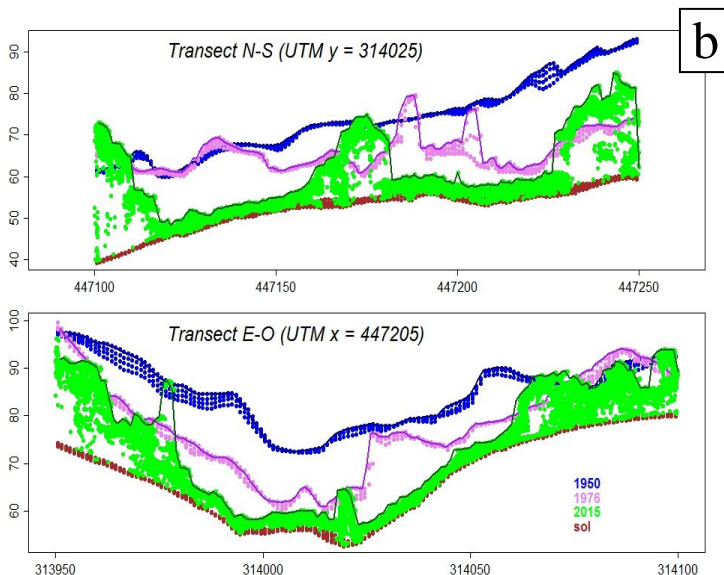 b
Transect N-S (UTM y = 314025)
90
80
70
60
50
40
447100 447150 447200 447250
Transect E-O (UTM x = 447205)
100
90
80
70
60
1950
1976
2015
sol
313950 314000 314050 314100